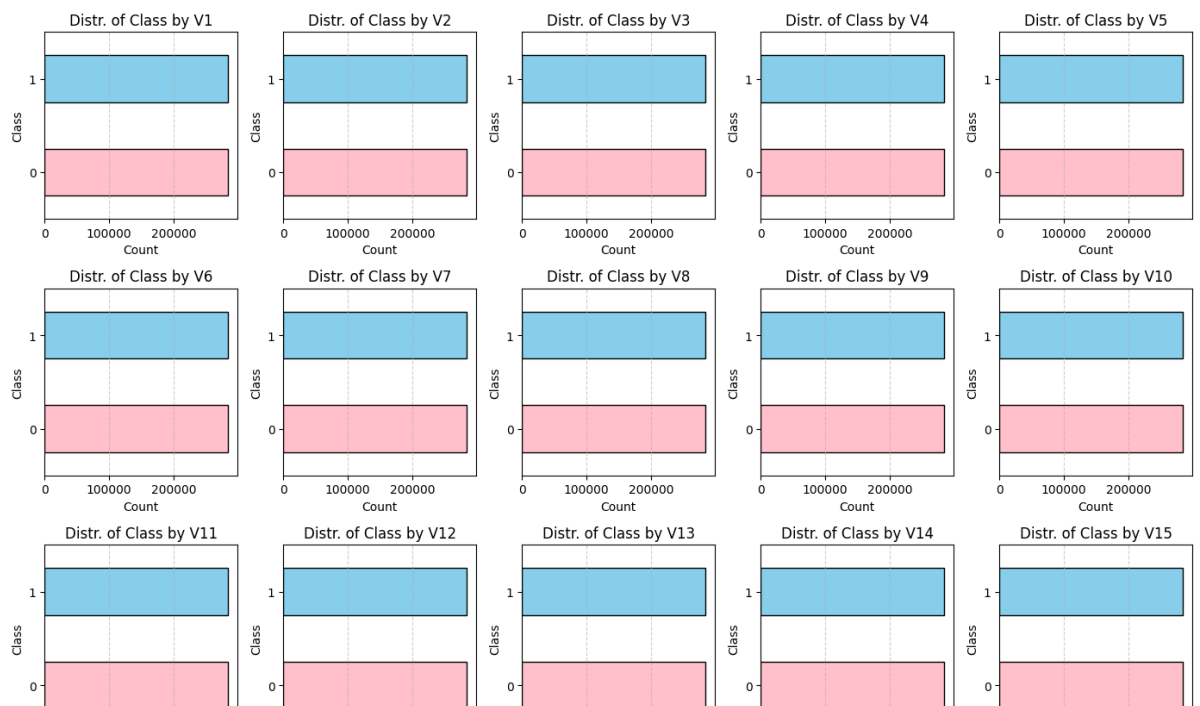 Distr. of Class by V1
Distr. of Class by V2
Distr. of Class by V3
Distr. of Class by V4
Distr. of Class by V5
1 1 1 1 1
Class Class Class Class Class
0 0 0 0 0
0 100000 200000 0 100000 200000 0 100000 200000 0 100000 200000 0 100000 200000
Count Count Count Count Count
Distr. of Class by V6
Distr. of Class by V7
Distr. of Class by V8
Distr. of Class by V9
Distr. of Class by V10
1 1 1 1 1
Class Class Class Class Class
0 0 0 0 0
0 100000 200000 0 100000 200000 0 100000 200000 0 100000 200000 0 100000 200000
Count Count Count Count Count
Distr. of Class by V11
Distr. of Class by V12
Distr. of Class by V13
Distr. of Class by V14
Distr. of Class by V15
1 1 1 1 1
Class Class Class Class Class
0 0 0 0 0